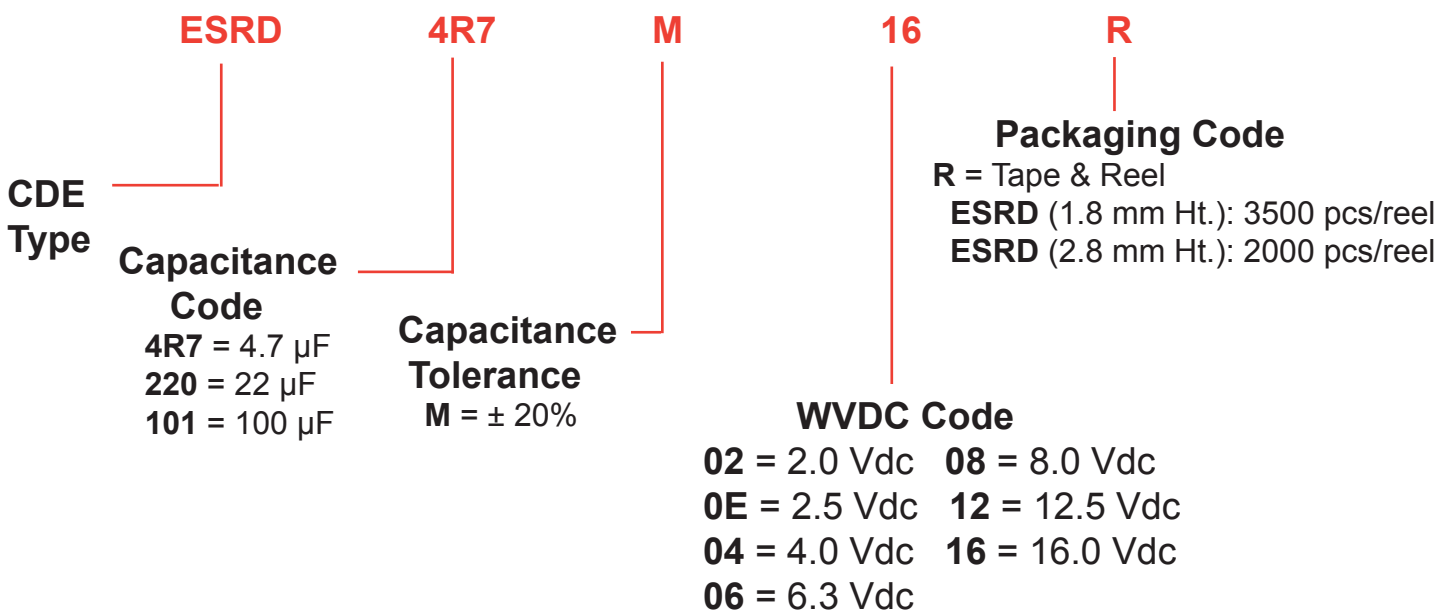 ESRD 4R7 M 16 R
CDE
Type
Capacitance
Code
4R7 = 4.7 µF
220 = 22 µF
101 = 100 µF
Capacitance
Tolerance
M = ± 20%
WVDC Code
02 = 2.0 Vdc 08 = 8.0 Vdc
0E = 2.5 Vdc 12 = 12.5 Vdc
04 = 4.0 Vdc 16 = 16.0 Vdc
06 = 6.3 Vdc
Packaging Code
R = Tape & Reel
ESRD (1.8 mm Ht.): 3500 pcs/reel
ESRD (2.8 mm Ht.): 2000 pcs/reel